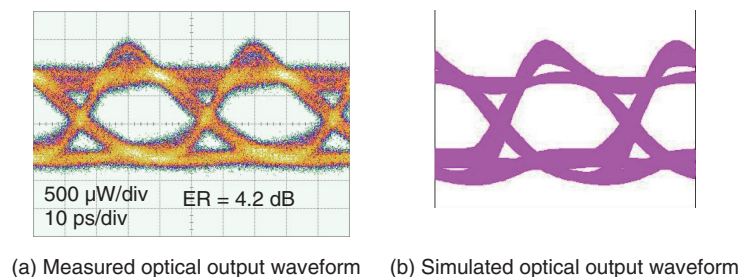 500 µW/div
ER = 4.2 dB
10 ps/div
(a) Measured optical output waveform
(b) Simulated optical output waveform